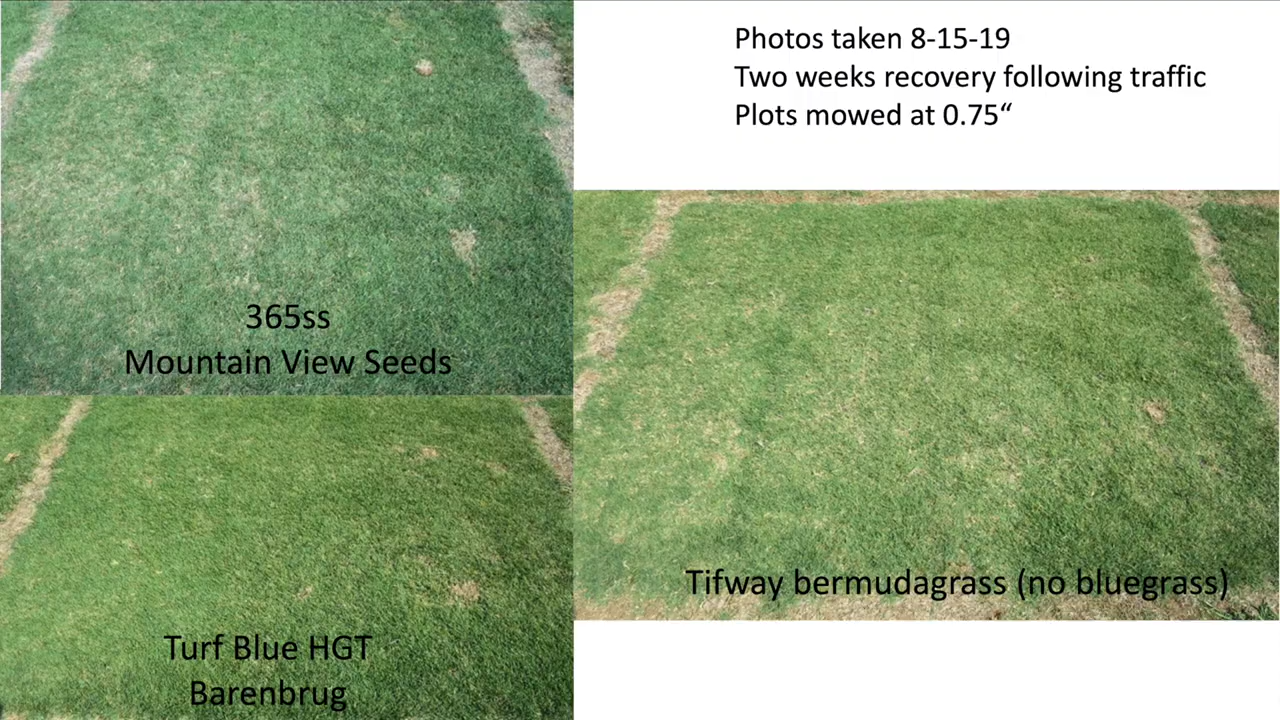 Photos taken 8-15-19
Two weeks recovery following traffic
Plots mowed at 0.75“
365ss
Mountain View Seeds
Tifway bermudagrass (no bluegrass)
Turf Blue HGT
Barenbrug